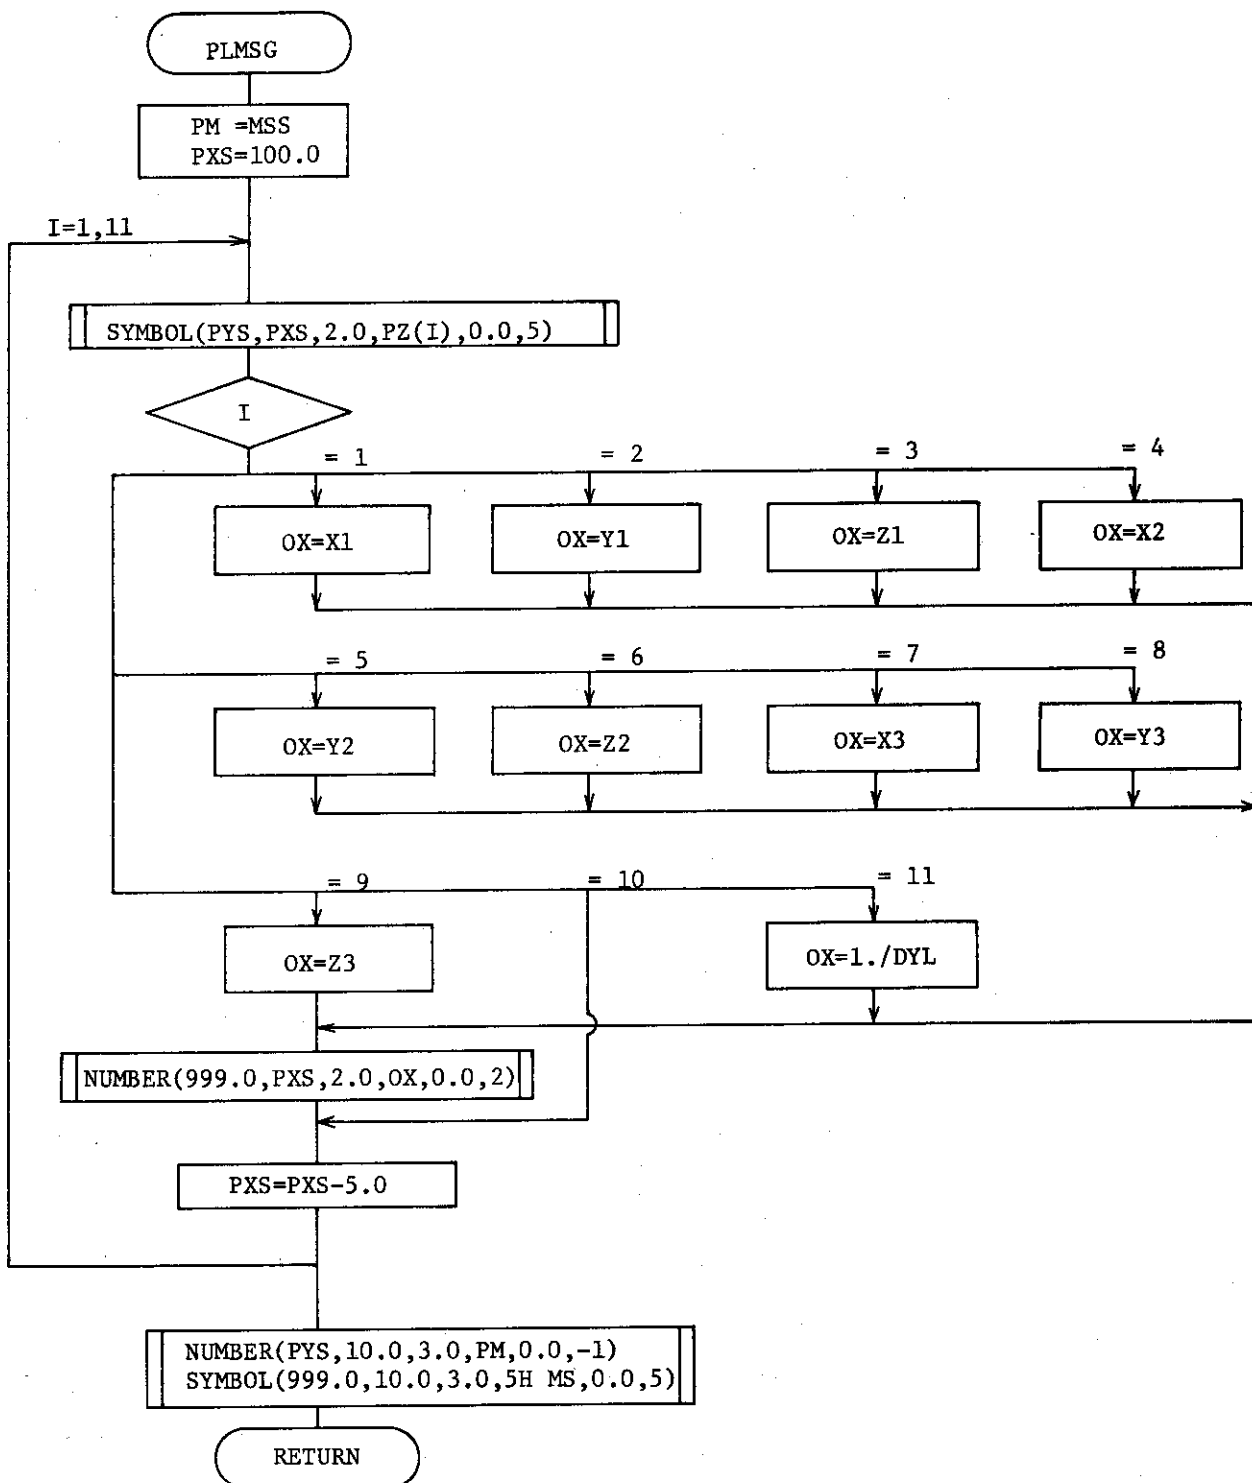 PLMSG
PM =MSS
PXS=100.0
I=1,11
SYMBOL(PYS,PXS,2.0,PZ(I),0.0,5)
I
= 1
= 2
= 3
= 4
OX=X1
OX=Y1
OX=Z1
OX=X2
= 5
= 6
= 7
= 8
OX=Y2
OX=Z2
OX=X3
OX=Y3
= 9
= 10
= 11
OX=Z3
OX=1./DYL
NUMBER(999.0,PXS,2.0,OX,0.0,2)
PXS=PXS-5.0
NUMBER(PYS,10.0,3.0,PM,0.0,-1)
SYMBOL(999.0,10.0,3.0,5H MS,0.0,5)
RETURN